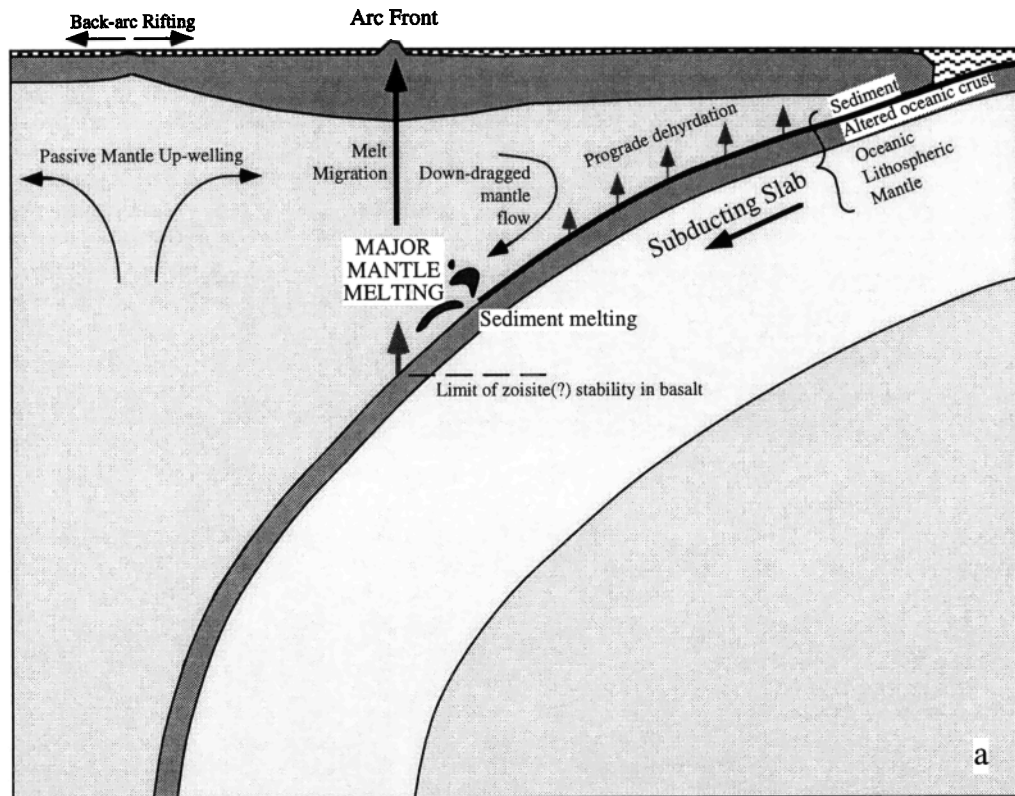 Back-arc Rifting
Arc Front
Sediment
Altered oceanic crust
Oceanic
Lithospheric
Mantle
Prograde dehyrdation
Passive Mantle Up-welling
Melt
Migration
Down-dragged
mantle
flow
Subducting Slab
MAJOR
MANTLE
MELTING
Sediment melting
Limit of zoisite(?) stability in basalt
a